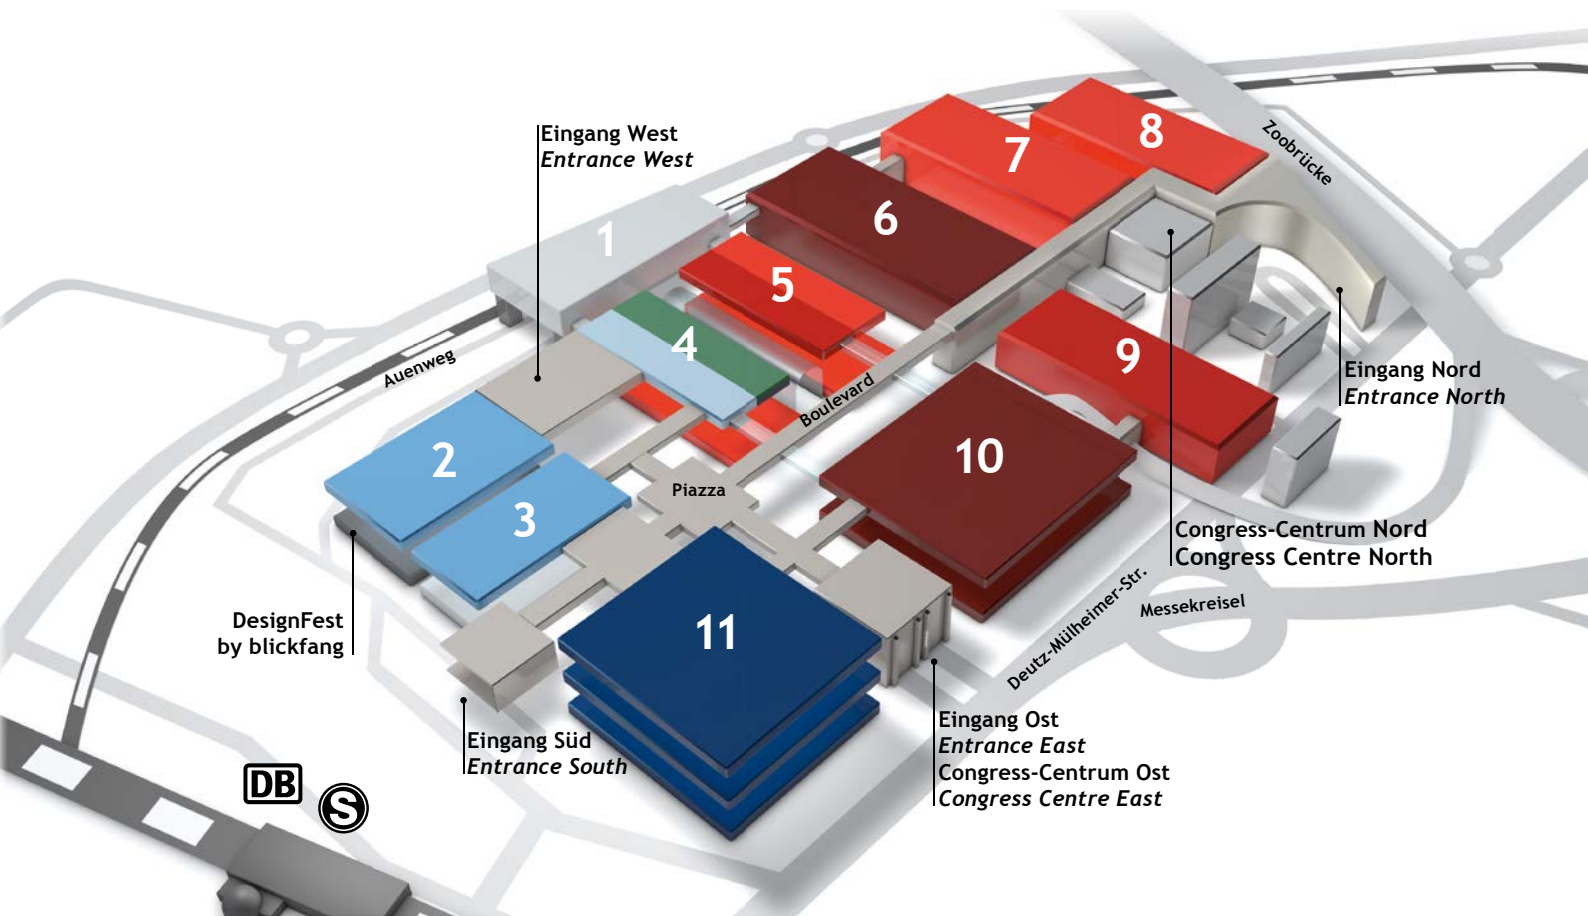 Eingang West
Entrance West
1
2
3
4
5
6
7
8
9
10
11
Zoobrücke
Auenweg
Boulevard
Piazza
Eingang Nord
Entrance North
Congress-Centrum Nord
Congress Centre North
Deutz-Mülheimer-Str.
Messekreisel
DesignFest
by blickfang
Eingang Süd
Entrance South
Eingang Ost
Entrance East
Congress-Centrum Ost
Congress Centre East
DB
S